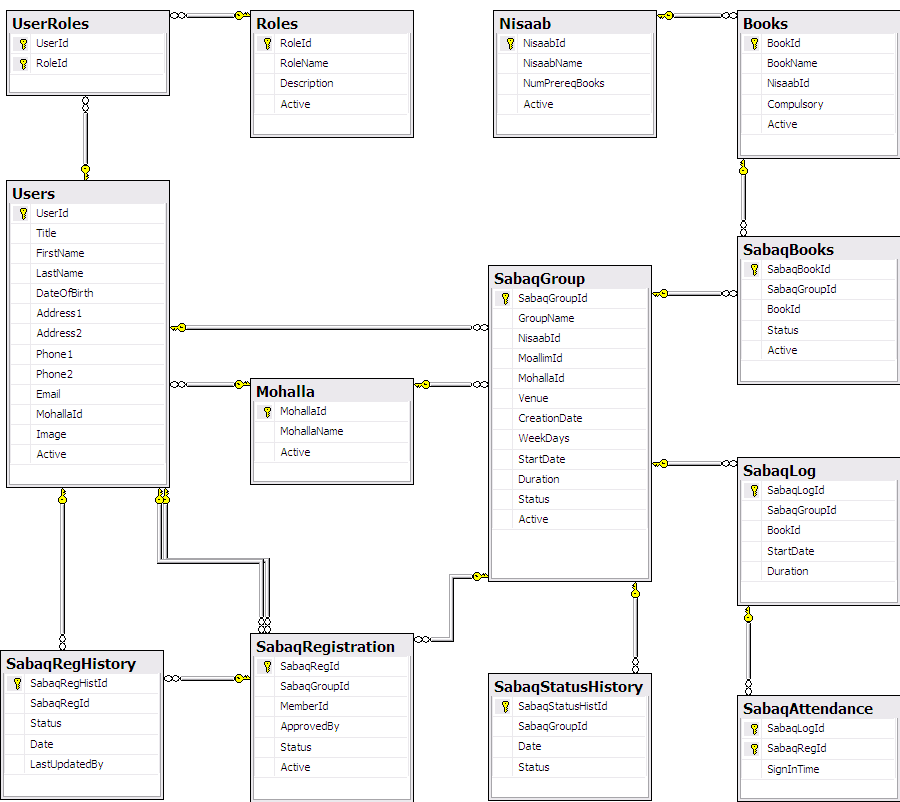 UserRoles
UserId
RoleId
Roles
RoleId
RoleName
Description
Active
Nisaab
NisaabId
NisaabName
NumPrereqBooks
Active
Books
BookId
BookName
NisaabId
Compulsory
Active
Users
UserId
Title
FirstName
LastName
DateOfBirth
Address1
Address2
Phone1
Phone2
Email
MohallaId
Image
Active
Mohalla
MohallaId
MohallaName
Active
SabaqGroup
SabaqGroupId
GroupName
NisaabId
MoallimId
MohallaId
Venue
CreationDate
WeekDays
StartDate
Duration
Status
Active
SabaqBooks
SabaqBookId
SabaqGroupId
BookId
Status
Active
SabaqLog
SabaqLogId
SabaqGroupId
BookId
StartDate
Duration
SabaqRegHistory
SabaqRegHistId
SabaqRegId
Status
Date
LastUpdatedBy
SabaqRegistration
SabaqRegId
SabaqGroupId
MemberId
ApprovedBy
Status
Active
SabaqStatusHistory
SabaqStatusHistId
SabaqGroupId
Date
Status
SabaqAttendance
SabaqLogId
SabaqRegId
SignInTime